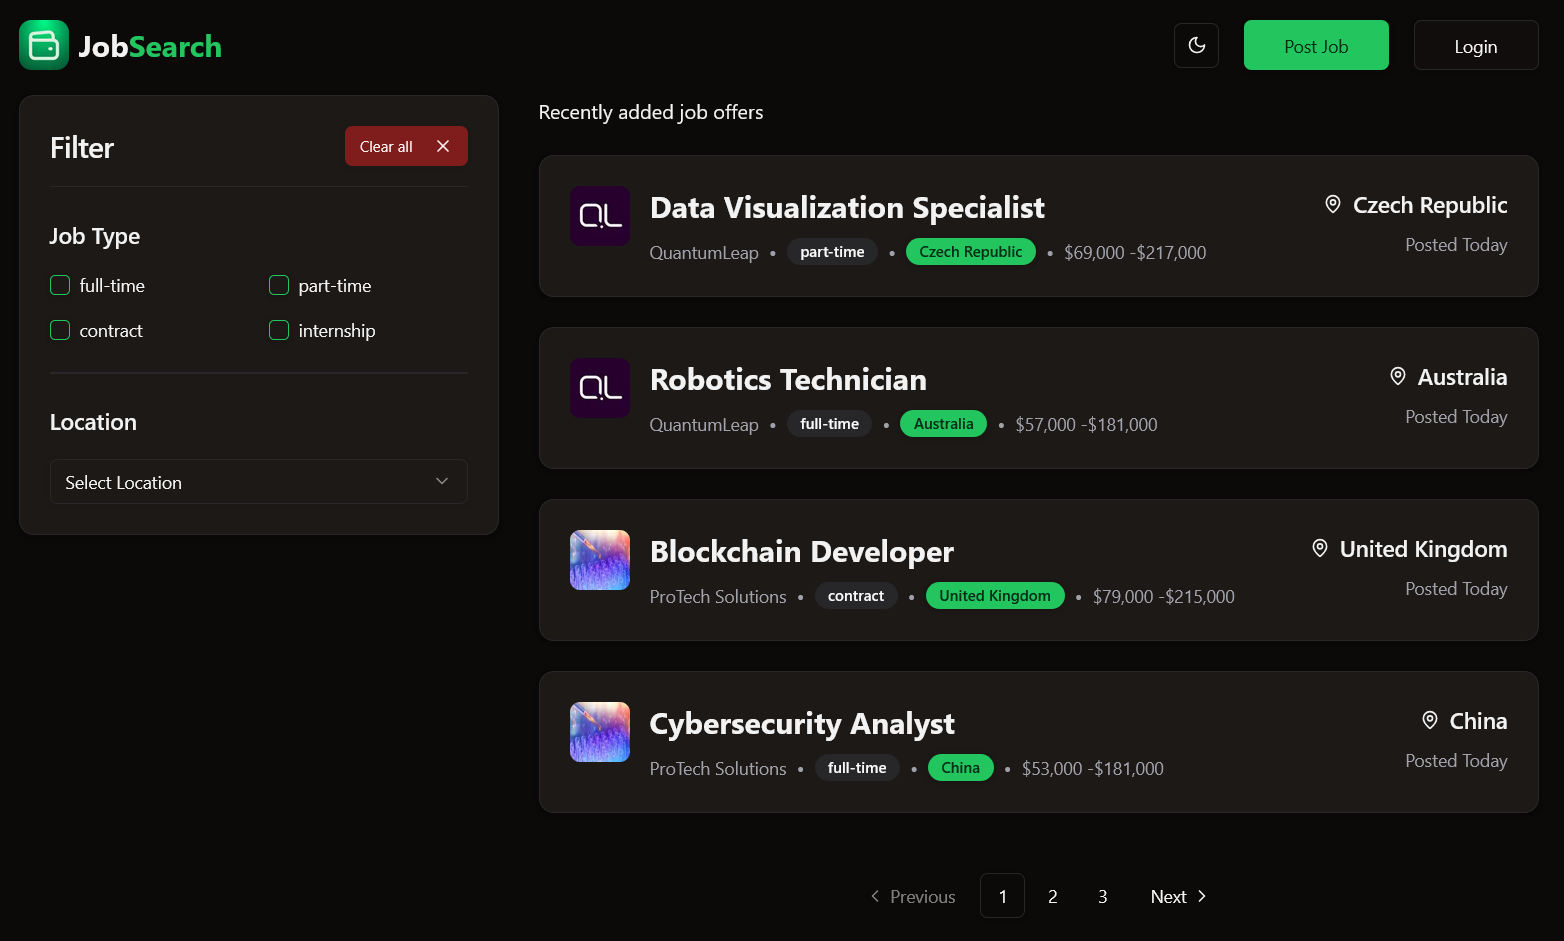 JobSearch
Post Job
Login
Filter
Clear all
Job Type
full-time
part-time
contract
internship
Location
Select Location
Recently added job offers
QL
Data Visualization Specialist
Czech Republic
QuantumLeap • part-time • Czech Republic • $69,000 -$217,000
Posted Today
QL
Robotics Technician
Australia
QuantumLeap • full-time • Australia • $57,000 -$181,000
Posted Today
Blockchain Developer
United Kingdom
ProTech Solutions • contract • United Kingdom • $79,000 -$215,000
Posted Today
Cybersecurity Analyst
China
ProTech Solutions • full-time • China • $53,000 -$181,000
Posted Today
Previous 1 2 3 Next